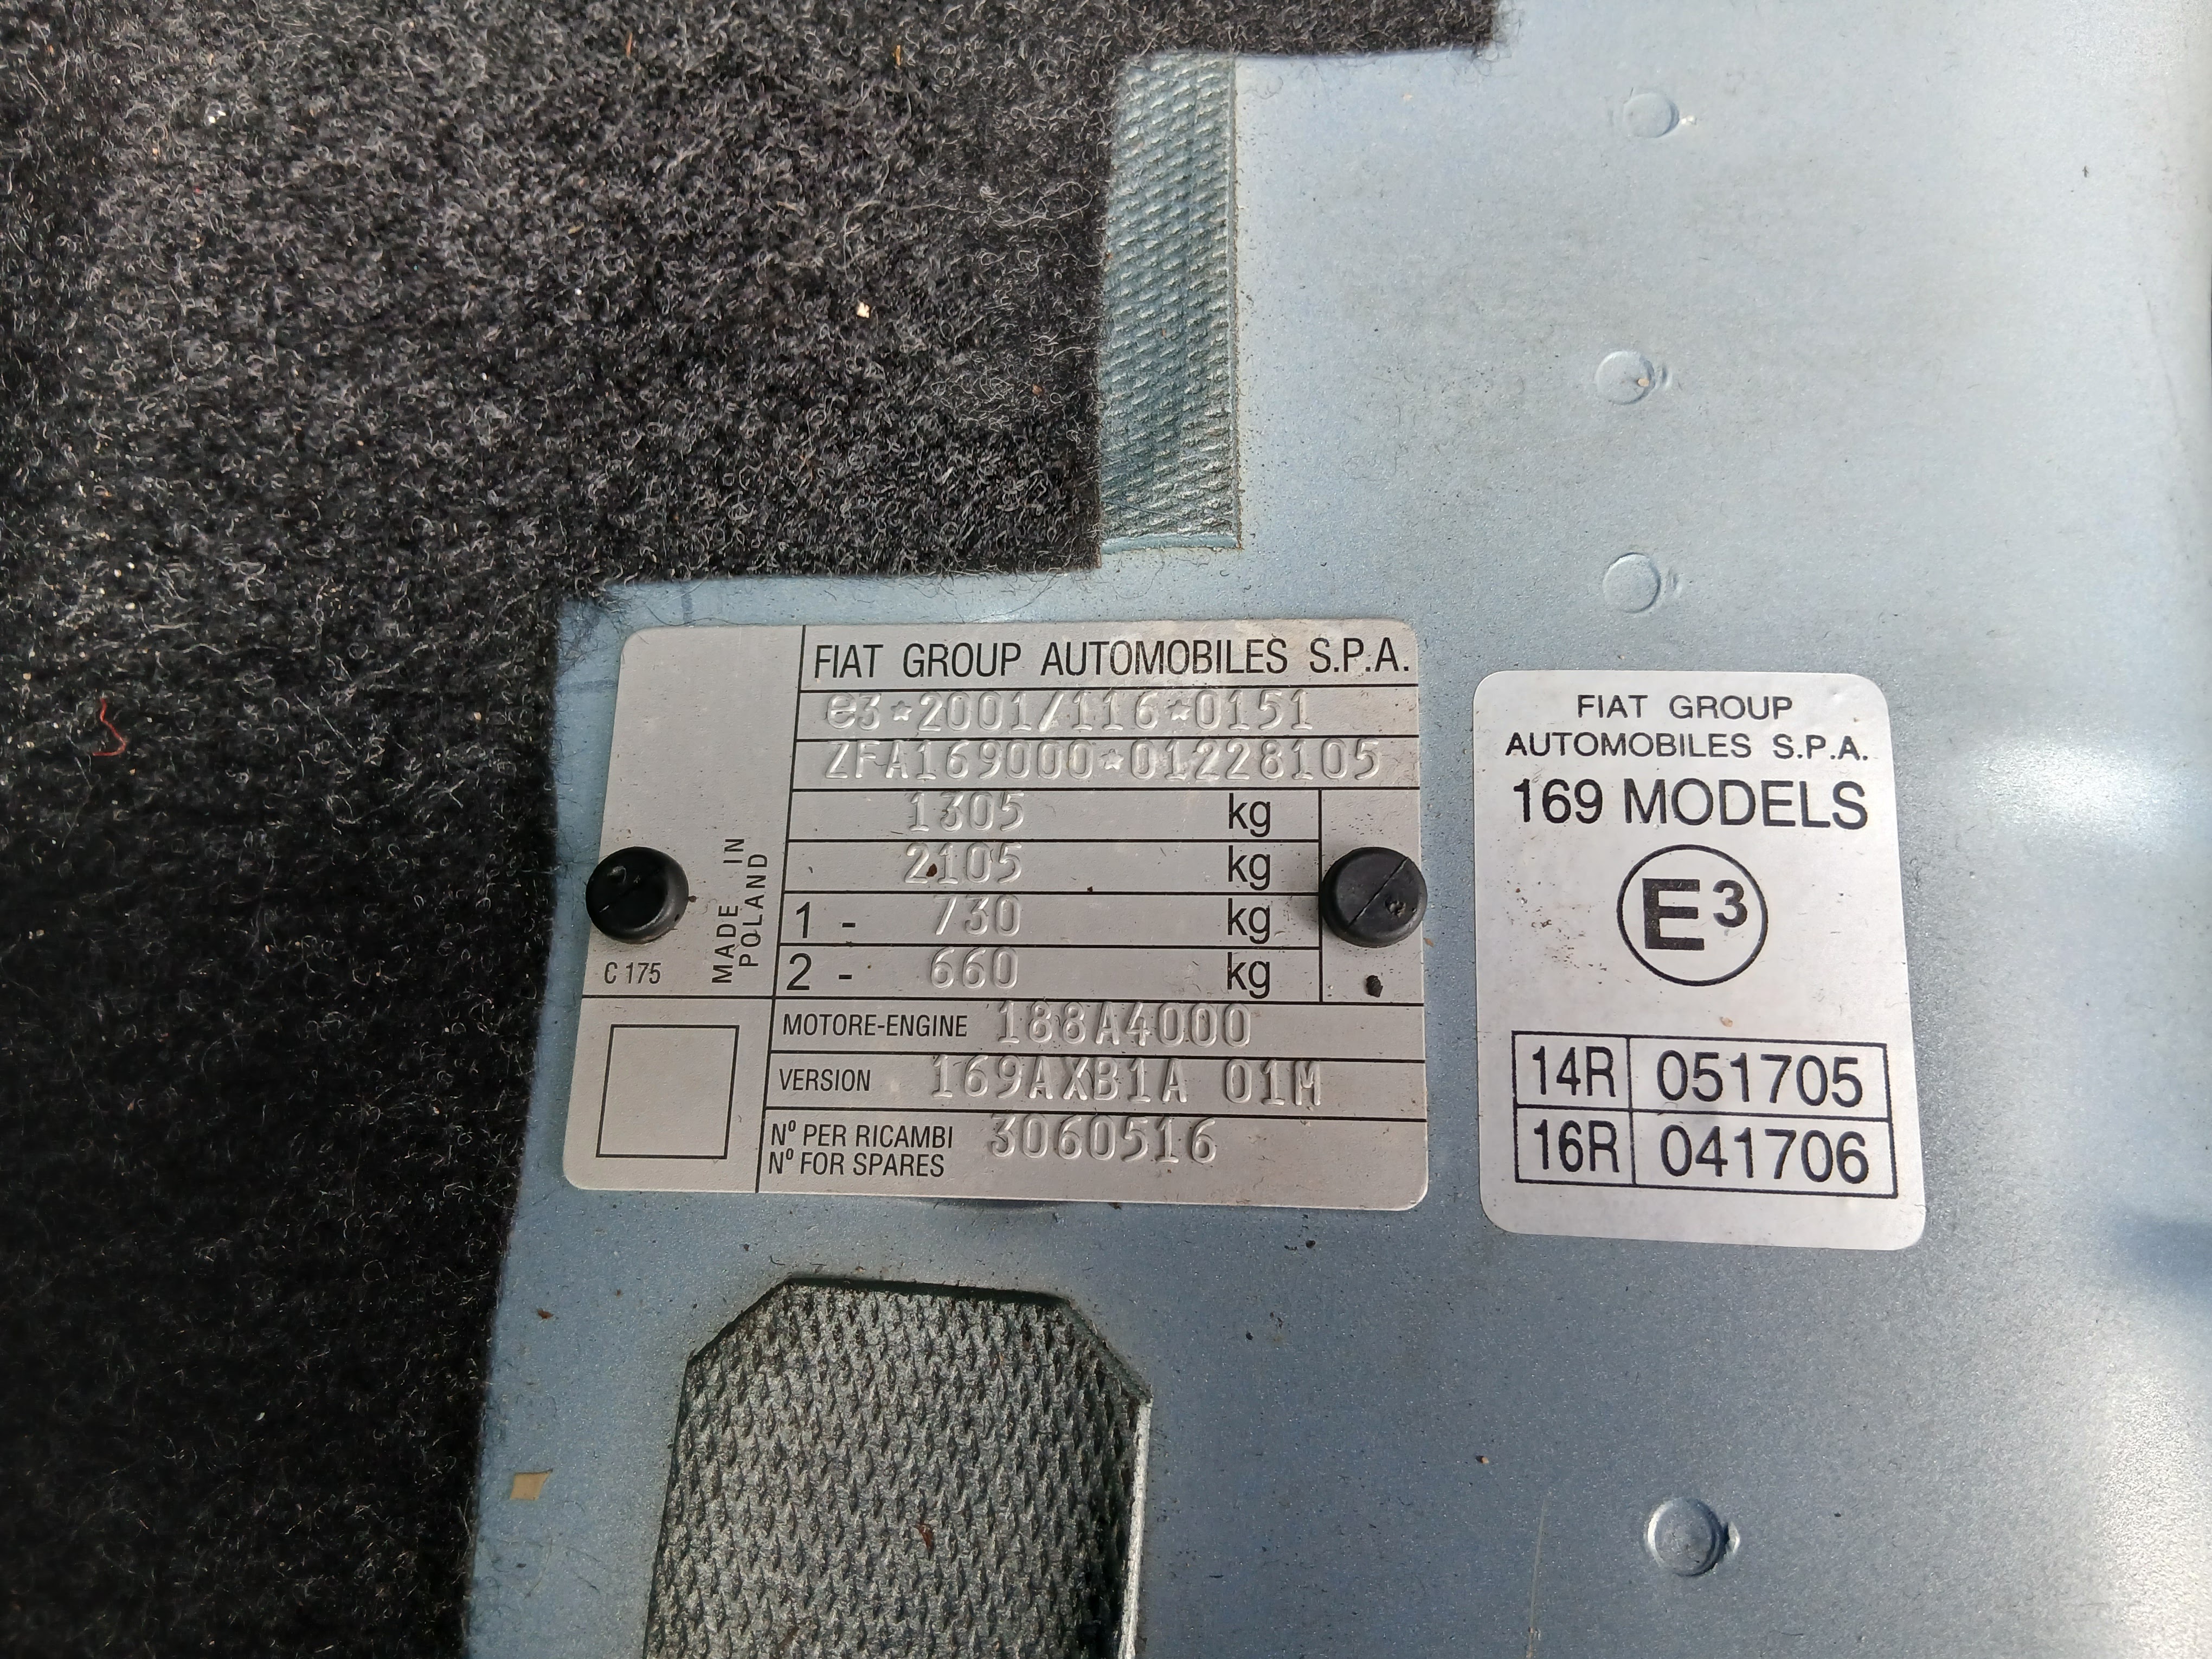 FIAT GROUP AUTOMOBILES S.P.A.
e3*2001/116*0151
ZFA169000*01228105
1305 kg
2105 kg
1 - 730 kg
2 - 660 kg
MADE IN
POLAND
C 175
MOTORE-ENGINE 188A4000
VERSION 169AXB1A 01M
Nº PER RICAMBI 3060516
Nº FOR SPARES
FIAT GROUP
AUTOMOBILES S.P.A.
169 MODELS
E3
14R 051705
16R 041706